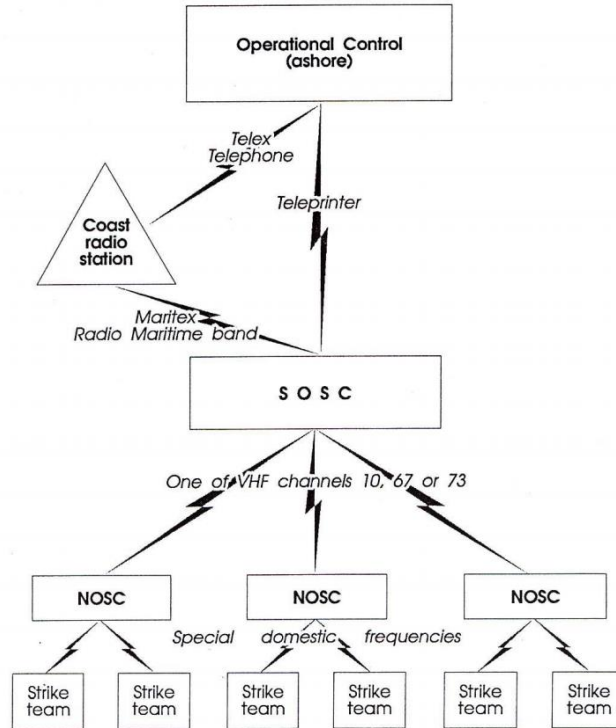 Operational Control
(ashore)
Telex
Telephone
Teleprinter
Coast
radio
station
Maritex
Radio Maritime band
S O S C
One of VHF channels 10, 67 or 73
NOSC
NOSC
NOSC
Special domestic frequencies
Strike
team
Strike
team
Strike
team
Strike
team
Strike
team
Strike
team